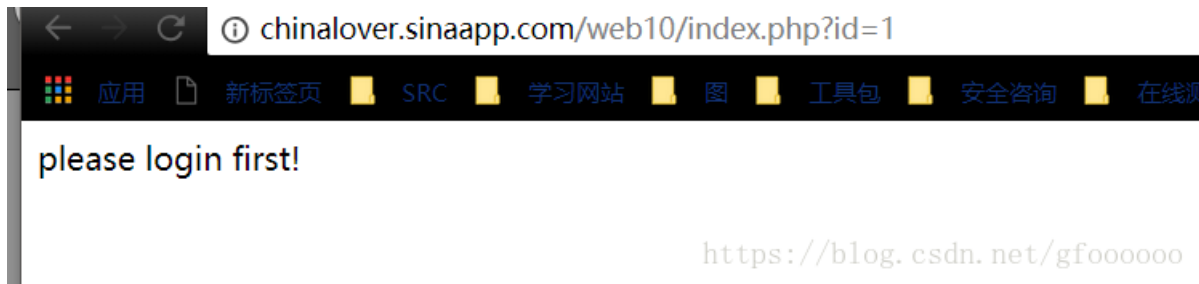 chinalover.sinaapp.com/web10/index.php?id=1
应用 新标签页 SRC 学习网站 图 工具包 安全咨询 在线测
please login first!
https://blog.csdn.net/gfoooooo